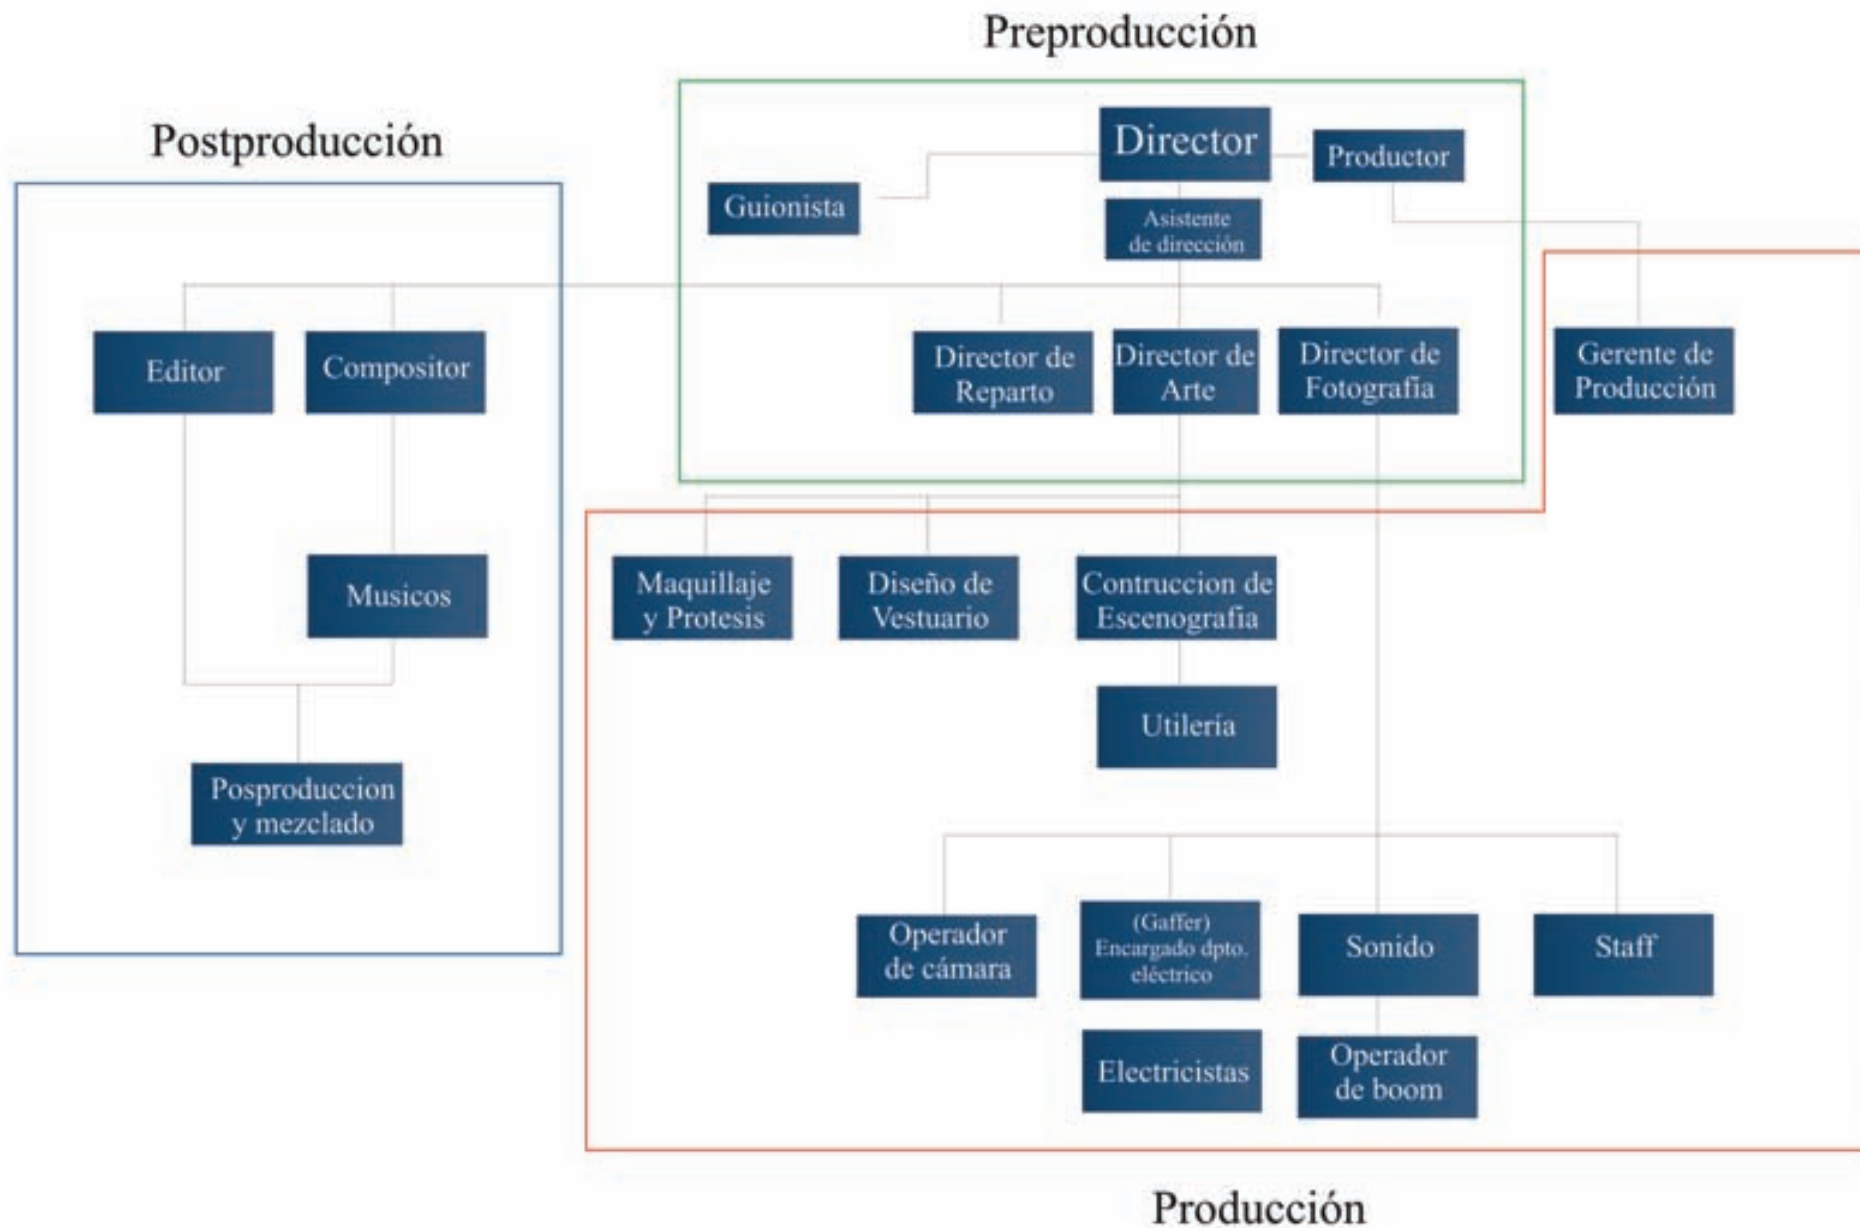 Preproducción
Postproducción
Director
Productor
Guionista
Asistente
de dirección
Editor
Compositor
Director de
Reparto
Director de
Arte
Director de
Fotografía
Gerente de
Producción
Musicos
Maquillaje
y Protesis
Diseño de
Vestuario
Contruccion de
Escenografia
Utilería
Posproduccion
y mezclado
Operador
de cámara
(Gaffer)
Encargado dpto.
eléctrico
Sonido
Staff
Electricistas
Operador
de boom
Producción